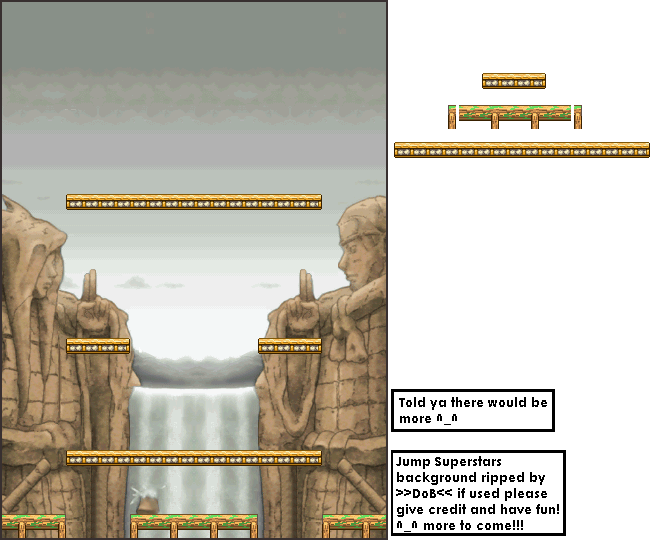 Told ya there would be
more ^_^
Jump Superstars
background ripped by
>>DoB<< if used please
give credit and have fun!
^_^ more to come!!!